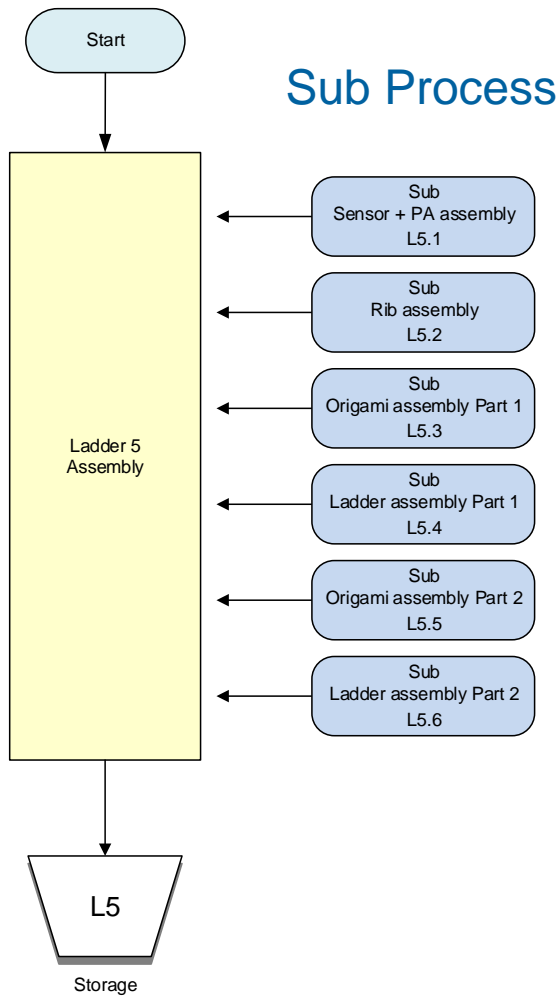 Start
Sub Process
Sub
Sensor + PA assembly
L5.1
Sub
Rib assembly
L5.2
Sub
Origami assembly Part 1
L5.3
Ladder 5
Assembly
Sub
Ladder assembly Part 1
L5.4
Sub
Origami assembly Part 2
L5.5
Sub
Ladder assembly Part 2
L5.6
L5
Storage